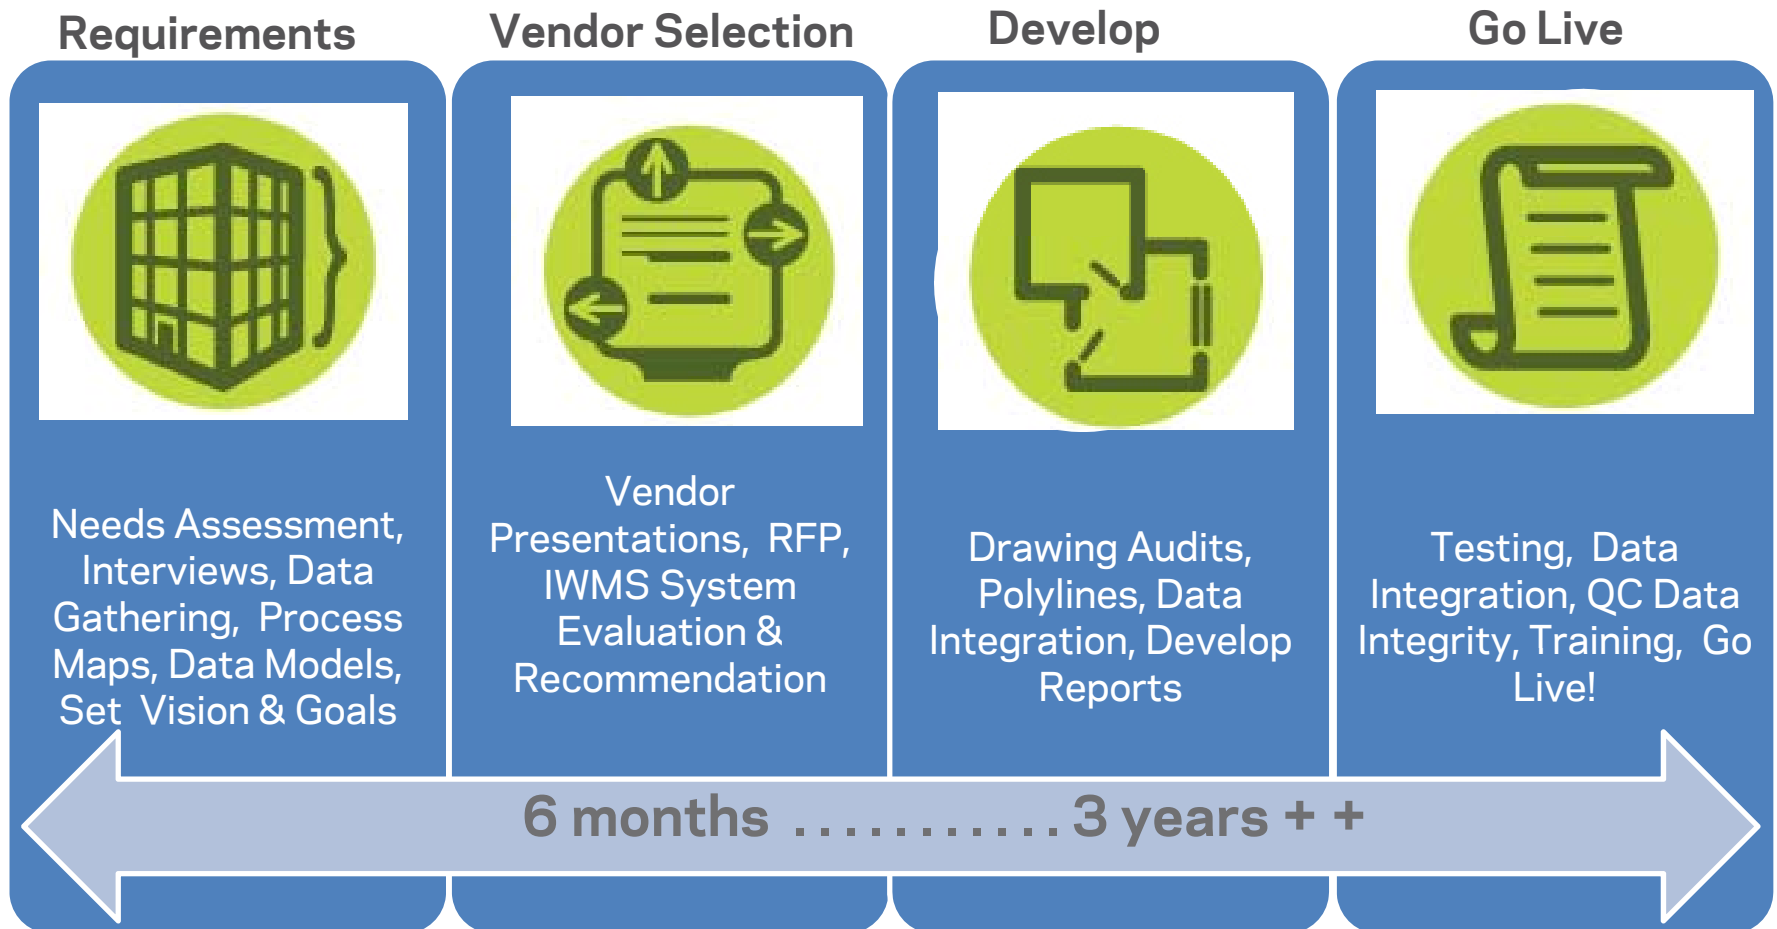 Requirements
Vendor Selection
Develop
Go Live
Needs Assessment,
Interviews, Data
Gathering, Process
Maps, Data Models,
Set Vision & Goals
Vendor
Presentations, RFP,
IWMS System
Evaluation &
Recommendation
Drawing Audits,
Polylines, Data
Integration, Develop
Reports
Testing, Data
Integration, QC Data
Integrity, Training, Go
Live!
6 months ........... 3 years + +